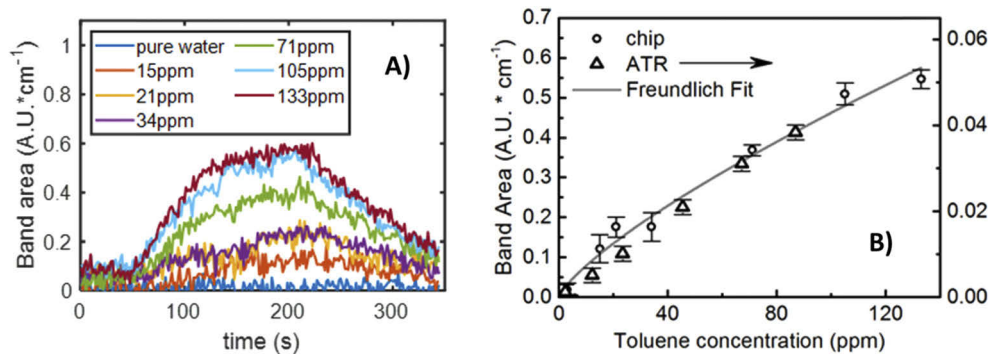 A)
pure water 71ppm
15ppm 105ppm
21ppm 133ppm
34ppm
Band area (A.U.*cm-1)
1
0.8
0.6
0.4
0.2
0
0 100 200 300
time (s)
B)
chip
ATR
Freundlich Fit
Band Area (A.U. * cm-1)
0.7
0.6
0.5
0.4
0.3
0.2
0.1
0.0
0.06
0.04
0.02
0.00
0 40 80 120
Toluene concentration (ppm)